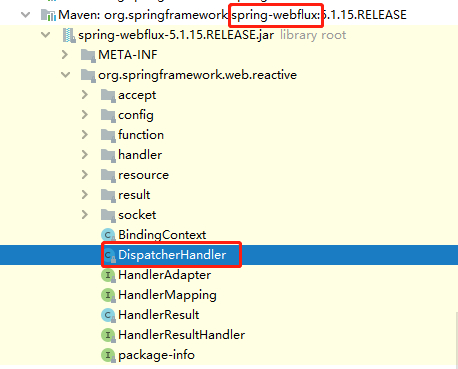 Maven: org.springframework:spring-webflux:5.1.15.RELEASE
spring-webflux-5.1.15.RELEASE.jar library root
META-INF
org.springframework.web.reactive
accept
config
function
handler
resource
result
socket
BindingContext
DispatcherHandler
HandlerAdapter
HandlerMapping
HandlerResult
HandlerResultHandler
package-info